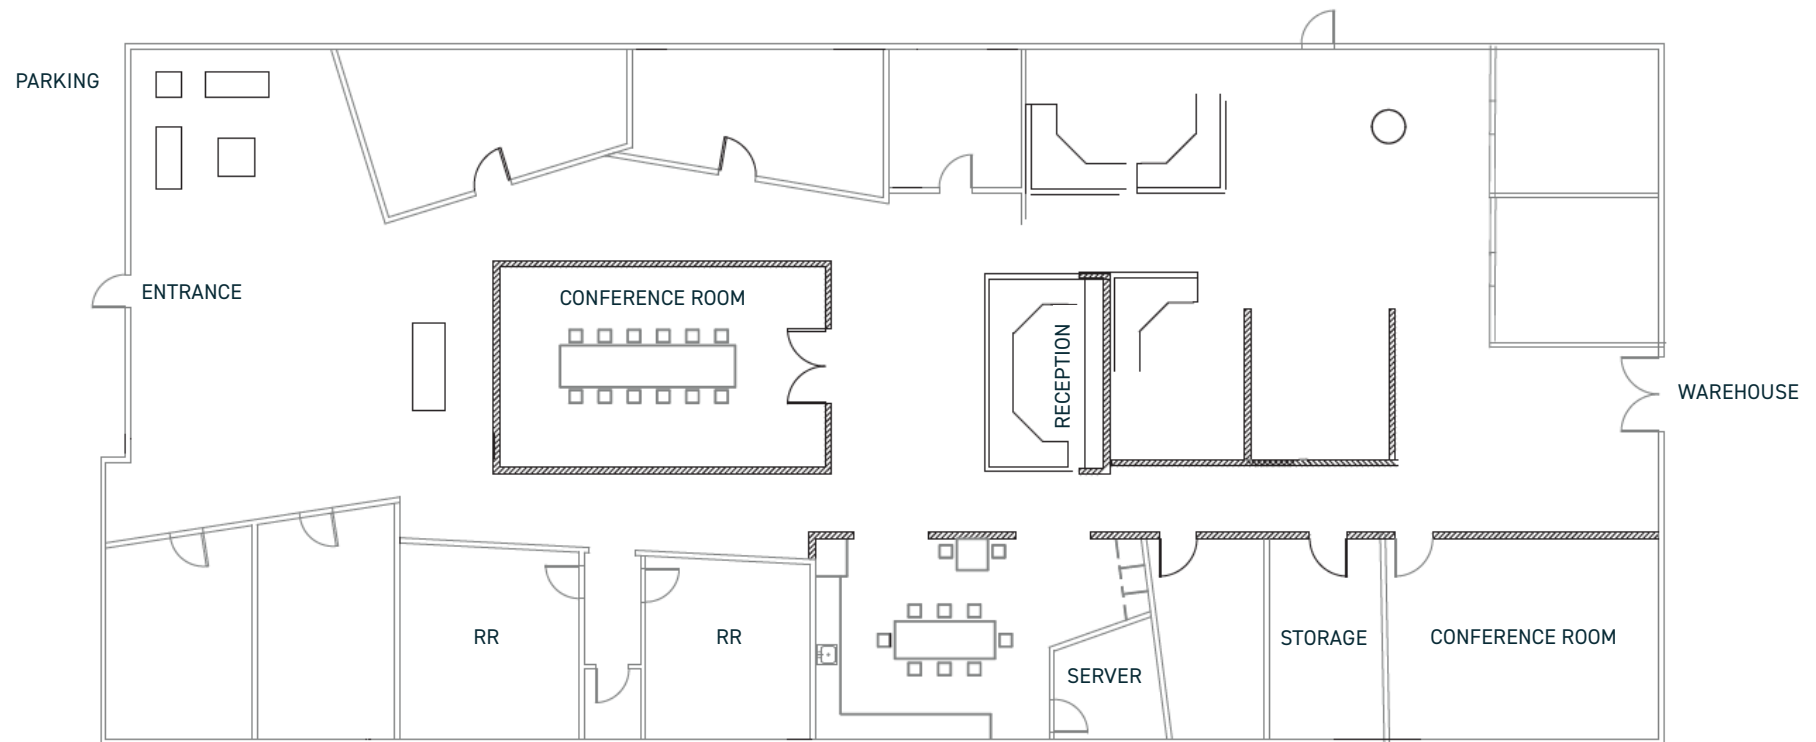 PARKING
ENTRANCE
CONFERENCE ROOM
RECEPTION
WAREHOUSE
RR
RR
SERVER
STORAGE
CONFERENCE ROOM